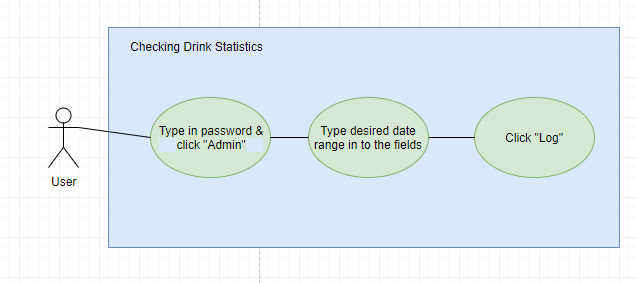 Checking Drink Statistics
Type in password &
click "Admin"
Type desired date
range in to the fields
Click "Log"
User